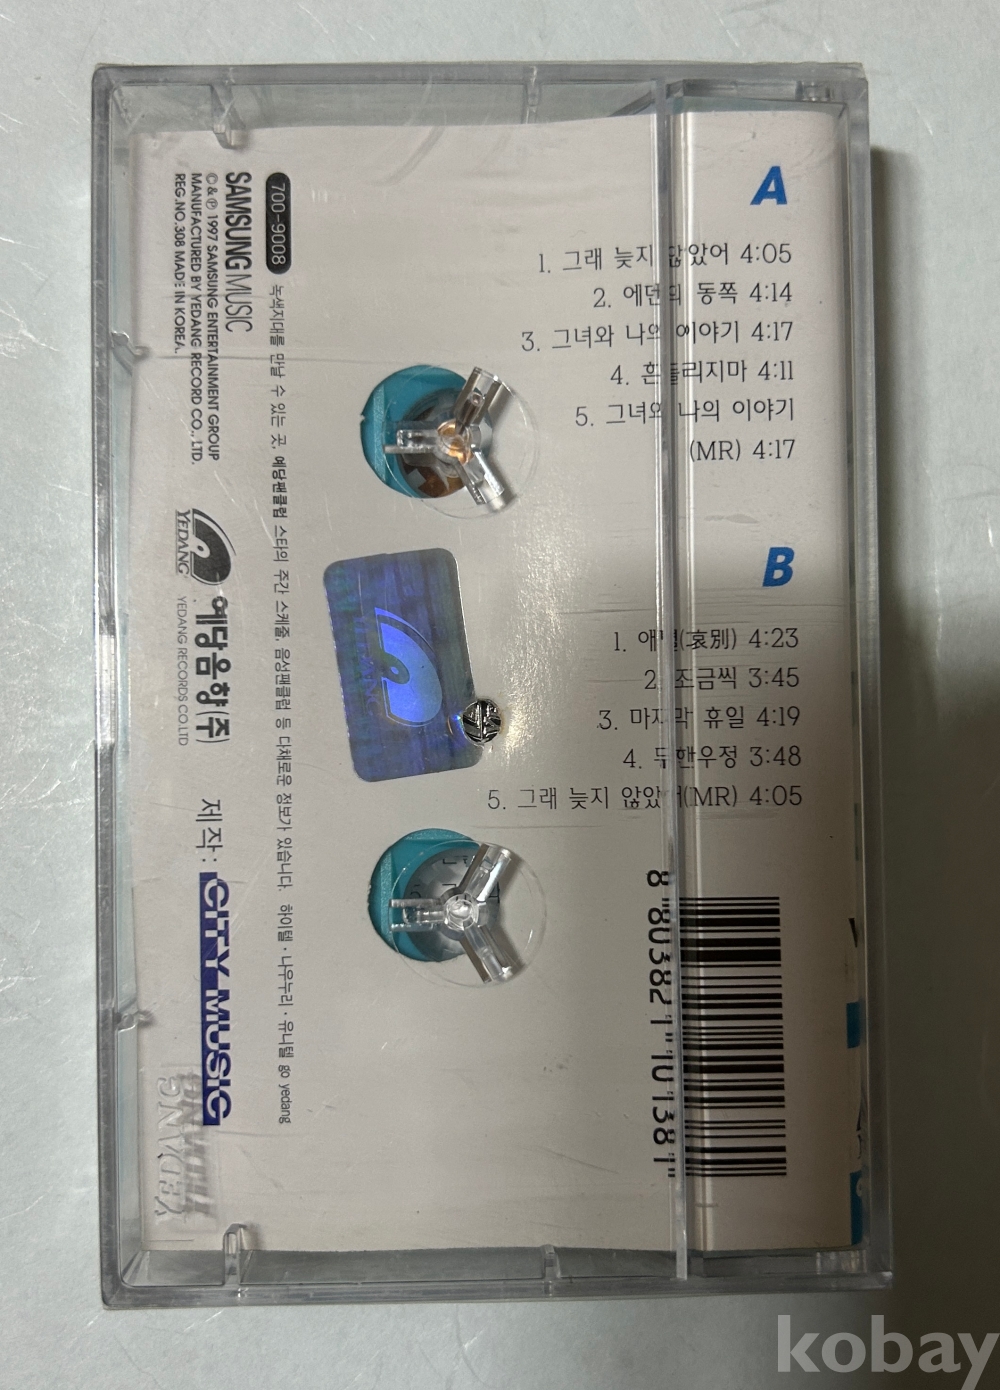 A
1. 그래 늦지 않았어 4:05
2. 에덴의 동쪽 4:14
3. 그녀와 나의 이야기 4:17
4. 흔들리지마 4:11
5. 그녀와 나의 이야기
(MR) 4:17
B
1. 애별(哀別) 4:23
2. 조금씩 3:45
3. 마지막 휴일 4:19
4. 두한우정 3:48
5. 그래 늦지 않았어(MR) 4:05
8 803821 101381
700-9008
녹색지대를 만날 수 있는 곳, 예당팬클럽 스타의 주간 스케줄, 음성팬클럽 등 다채로운 정보가 있습니다. 하이텔·나우누리·유니텔 go yedang
SAMSUNG MUSIC
©&℗ 1997 SAMSUNG ENTERTAINMENT GROUP
MANUFACTURED BY YEDANG RECORD CO., LTD.
REG.NO.308 MADE IN KOREA.
YEDANG
예당음향(주)
YEDANG RECORDS CO.LTD
제작: CITY MUSIC
YEDANG
kobay